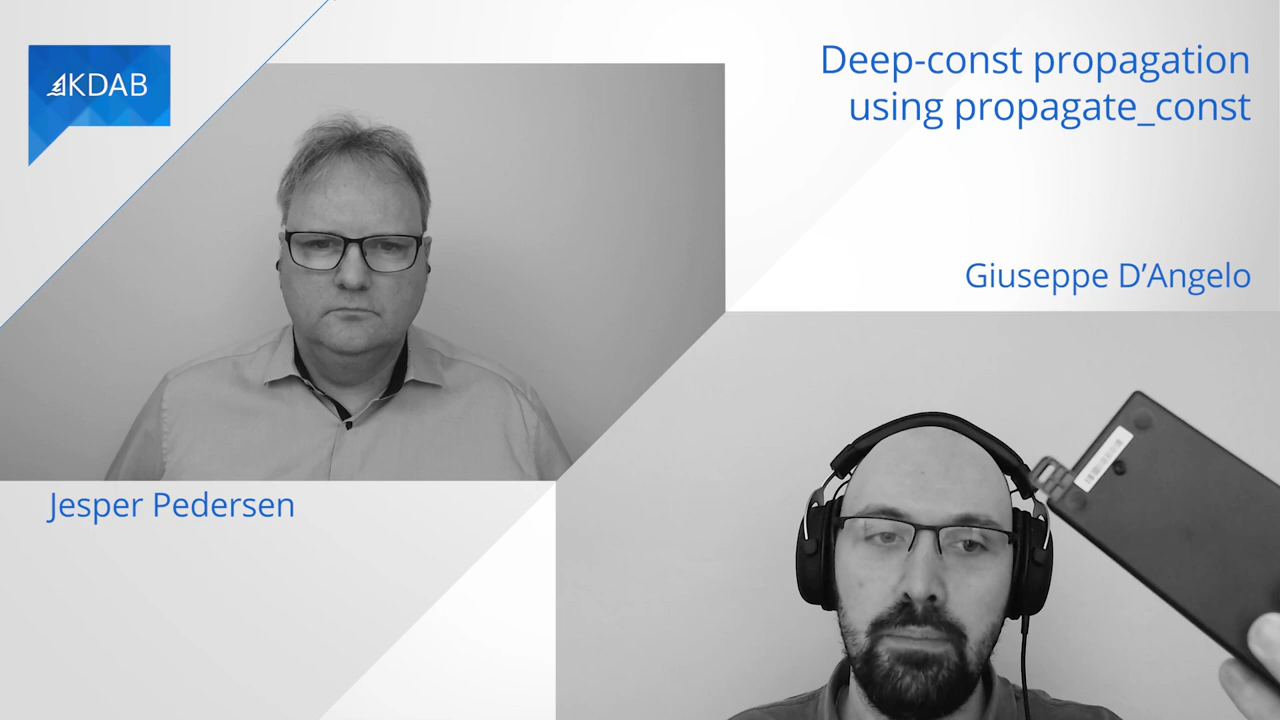 KDAB
Deep-const propagation
using propagate_const
Giuseppe D’Angelo
Jesper Pedersen